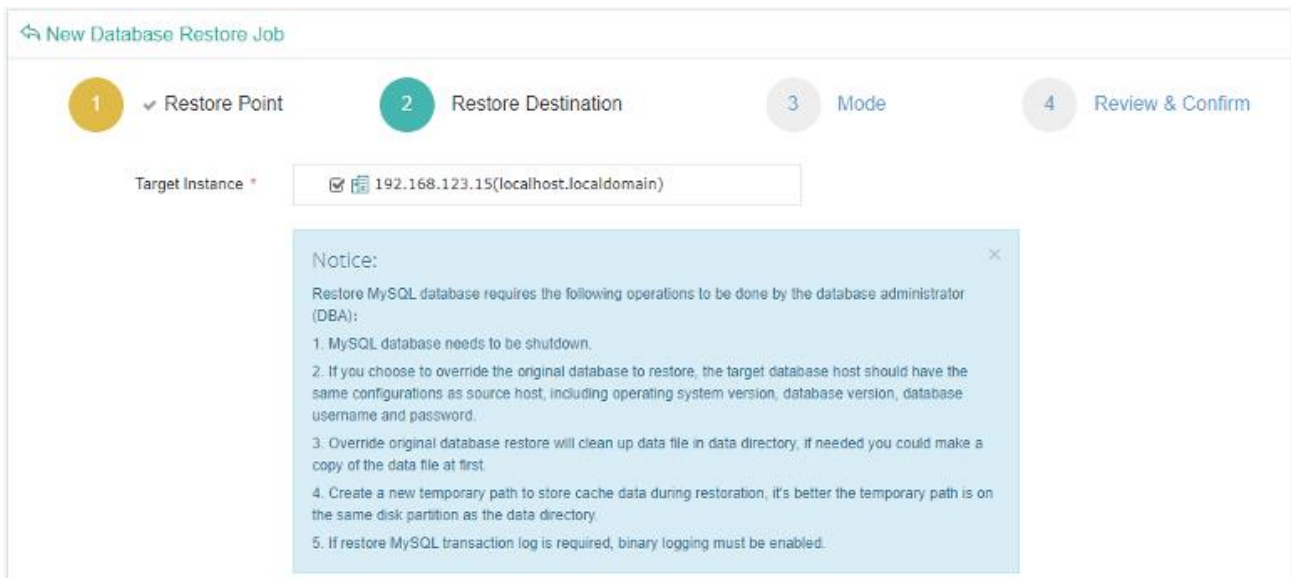 New Database Restore Job
1 Restore Point 2 Restore Destination 3 Mode 4 Review & Confirm
Target Instance * 192.168.123.15(localhost.localdomain)
Notice: ×
Restore MySQL database requires the following operations to be done by the database administrator
(DBA):
1. MySQL database needs to be shutdown.
2. If you choose to override the original database to restore, the target database host should have the
same configurations as source host, including operating system version, database version, database
username and password.
3. Override original database restore will clean up data file in data directory, if needed you could make a
copy of the data file at first.
4. Create a new temporary path to store cache data during restoration, it's better the temporary path is on
the same disk partition as the data directory.
5. If restore MySQL transaction log is required, binary logging must be enabled.